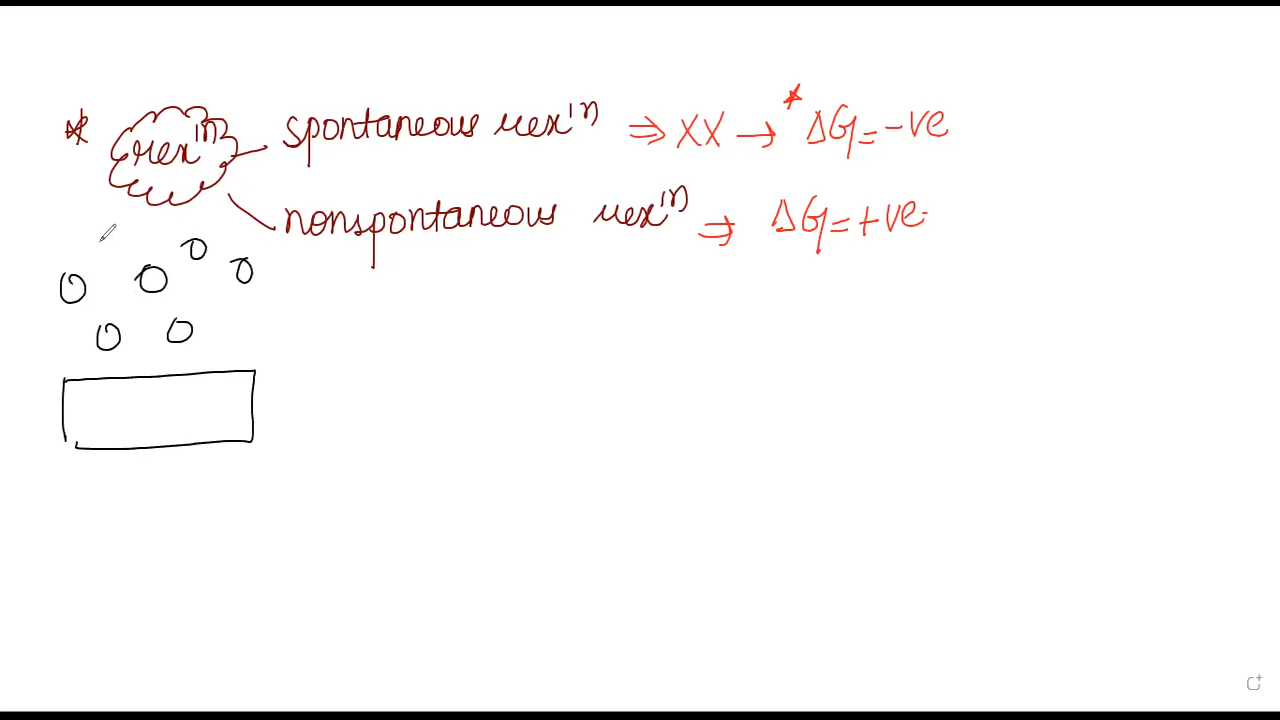 * rex'n spontaneous rex'n ⇒ XX → * ΔG = -ve
nonspontaneous rex'n ⇒ ΔG = +ve